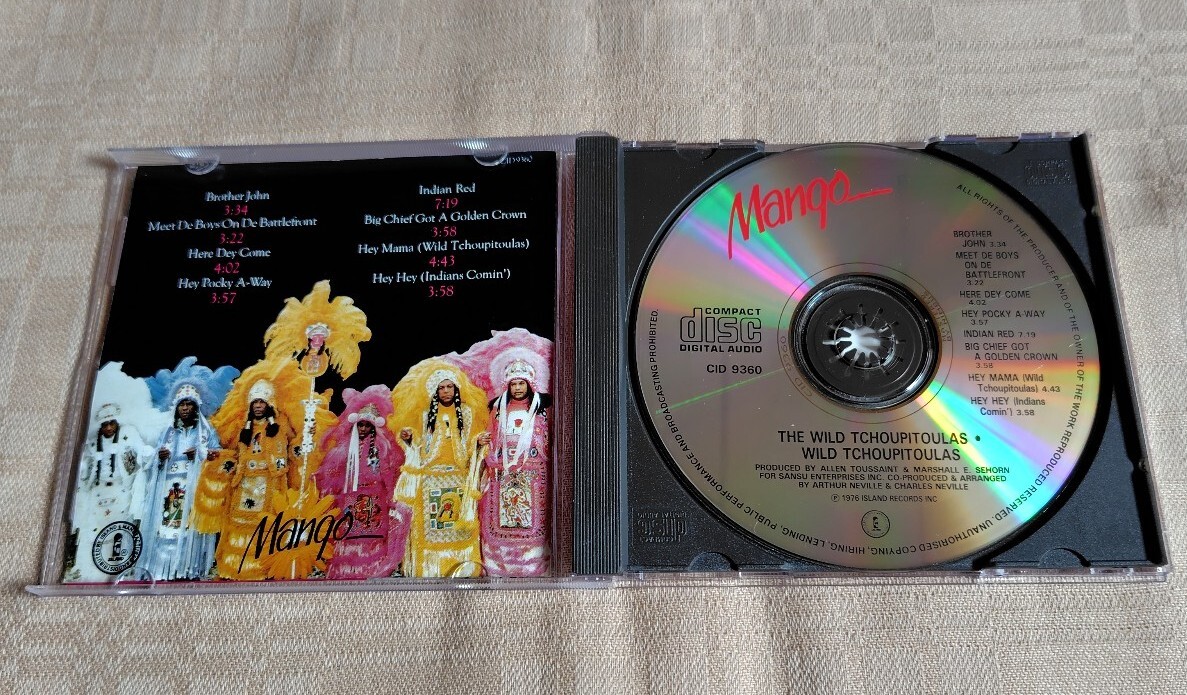 CID 9360
Brother John
3:34
Meet De Boys On De Battlefront
3:22
Here Dey Come
4:02
Hey Pocky A-Way
3:57
Indian Red
7:19
Big Chief Got A Golden Crown
3:58
Hey Mama (Wild Tchoupitoulas)
4:43
Hey Hey (Indians Comin')
3:58
Mango
Mango
COMPACT
disc
DIGITAL AUDIO
CID 9360
BROTHER
JOHN 3.34
MEET DE BOYS
ON DE
BATTLEFRONT
3.22
HERE DEY COME
4.02
HEY POCKY A-WAY
3.57
INDIAN RED 7.19
BIG CHIEF GOT
A GOLDEN CROWN
3.58
HEY MAMA (Wild
Tchoupitoulas) 4.43
HEY HEY (Indians
Comin') 3.58
THE WILD TCHOUPITOULAS •
WILD TCHOUPITOULAS
PRODUCED BY ALLEN TOUSSAINT & MARSHALL E. SEHORN
FOR SANSU ENTERPRISES INC. CO-PRODUCED & ARRANGED
BY ARTHUR NEVILLE & CHARLES NEVILLE
℗ 1976 ISLAND RECORDS INC
ALL RIGHTS OF THE PRODUCER AND OF THE OWNER OF THE WORK REPRODUCED RESERVED. UNAUTHORISED COPYING, HIRING, LENDING, PUBLIC PERFORMANCE AND BROADCASTING PROHIBITED.